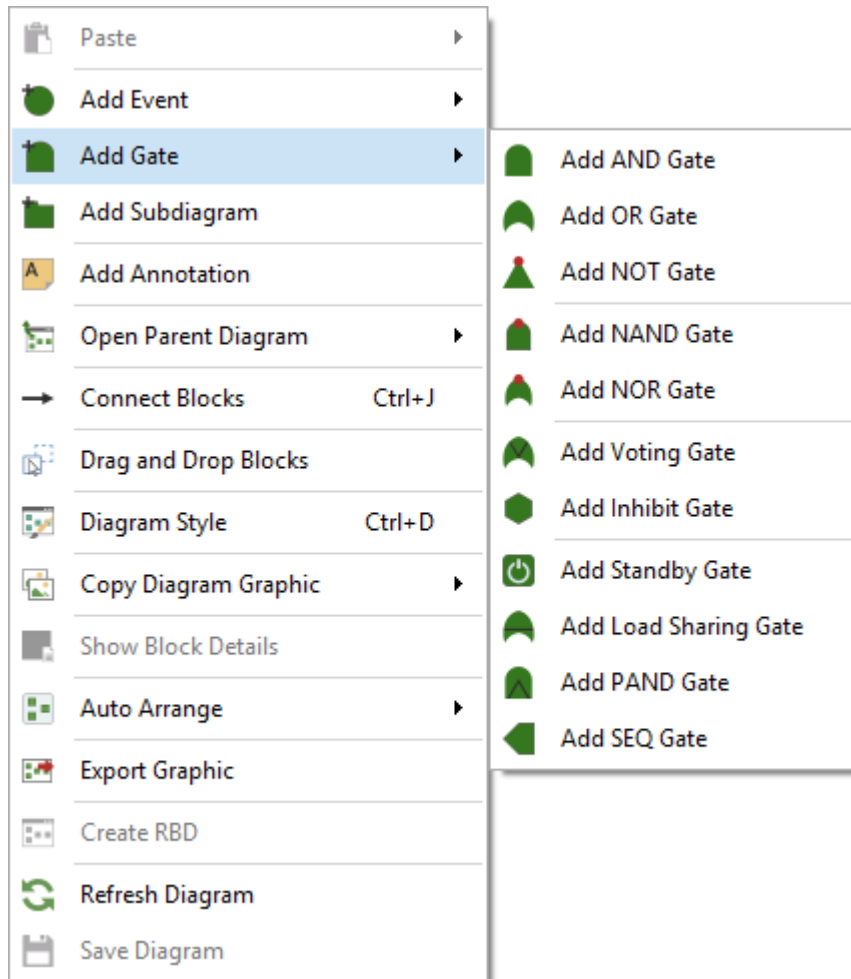 Paste
Add Event
Add Gate
Add Subdiagram
A
Add Annotation
Open Parent Diagram
Connect Blocks Ctrl+J
Drag and Drop Blocks
Diagram Style Ctrl+D
Copy Diagram Graphic
Show Block Details
Auto Arrange
Export Graphic
Create RBD
Refresh Diagram
Save Diagram
Add AND Gate
Add OR Gate
Add NOT Gate
Add NAND Gate
Add NOR Gate
Add Voting Gate
Add Inhibit Gate
Add Standby Gate
Add Load Sharing Gate
Add PAND Gate
Add SEQ Gate